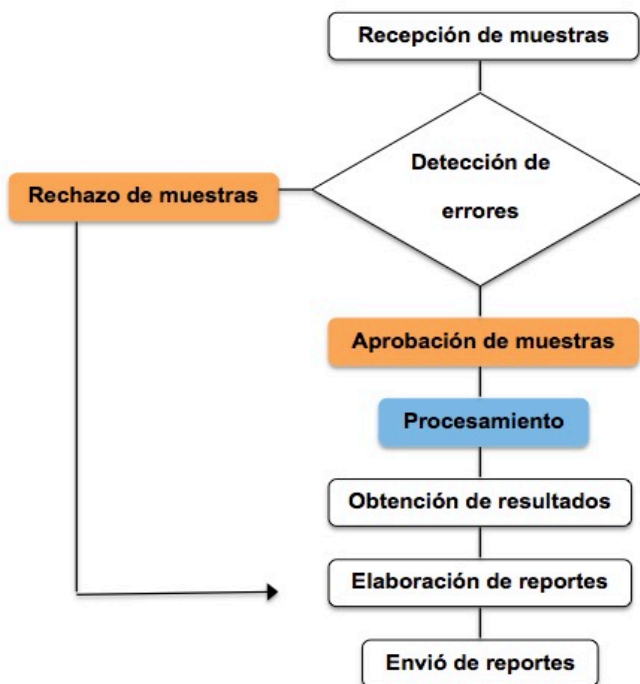 Recepción de muestras
Detección de
errores
Rechazo de muestras
Aprobación de muestras
Procesamiento
Obtención de resultados
Elaboración de reportes
Envió de reportes